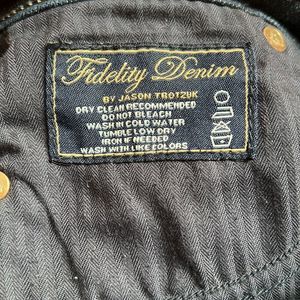 Fidelity Denim
BY JASON TROTZUK
DRY CLEAN RECOMMENDED
DO NOT BLEACH
WASH IN COLD WATER
TUMBLE LOW DRY
IRON IF NEEDED
WASH WITH LIKE COLORS